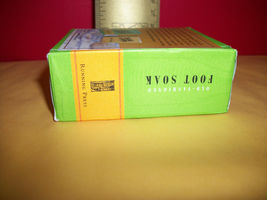 OLD-FASHIONED
FOOT SOAK
RUNNING PRESS